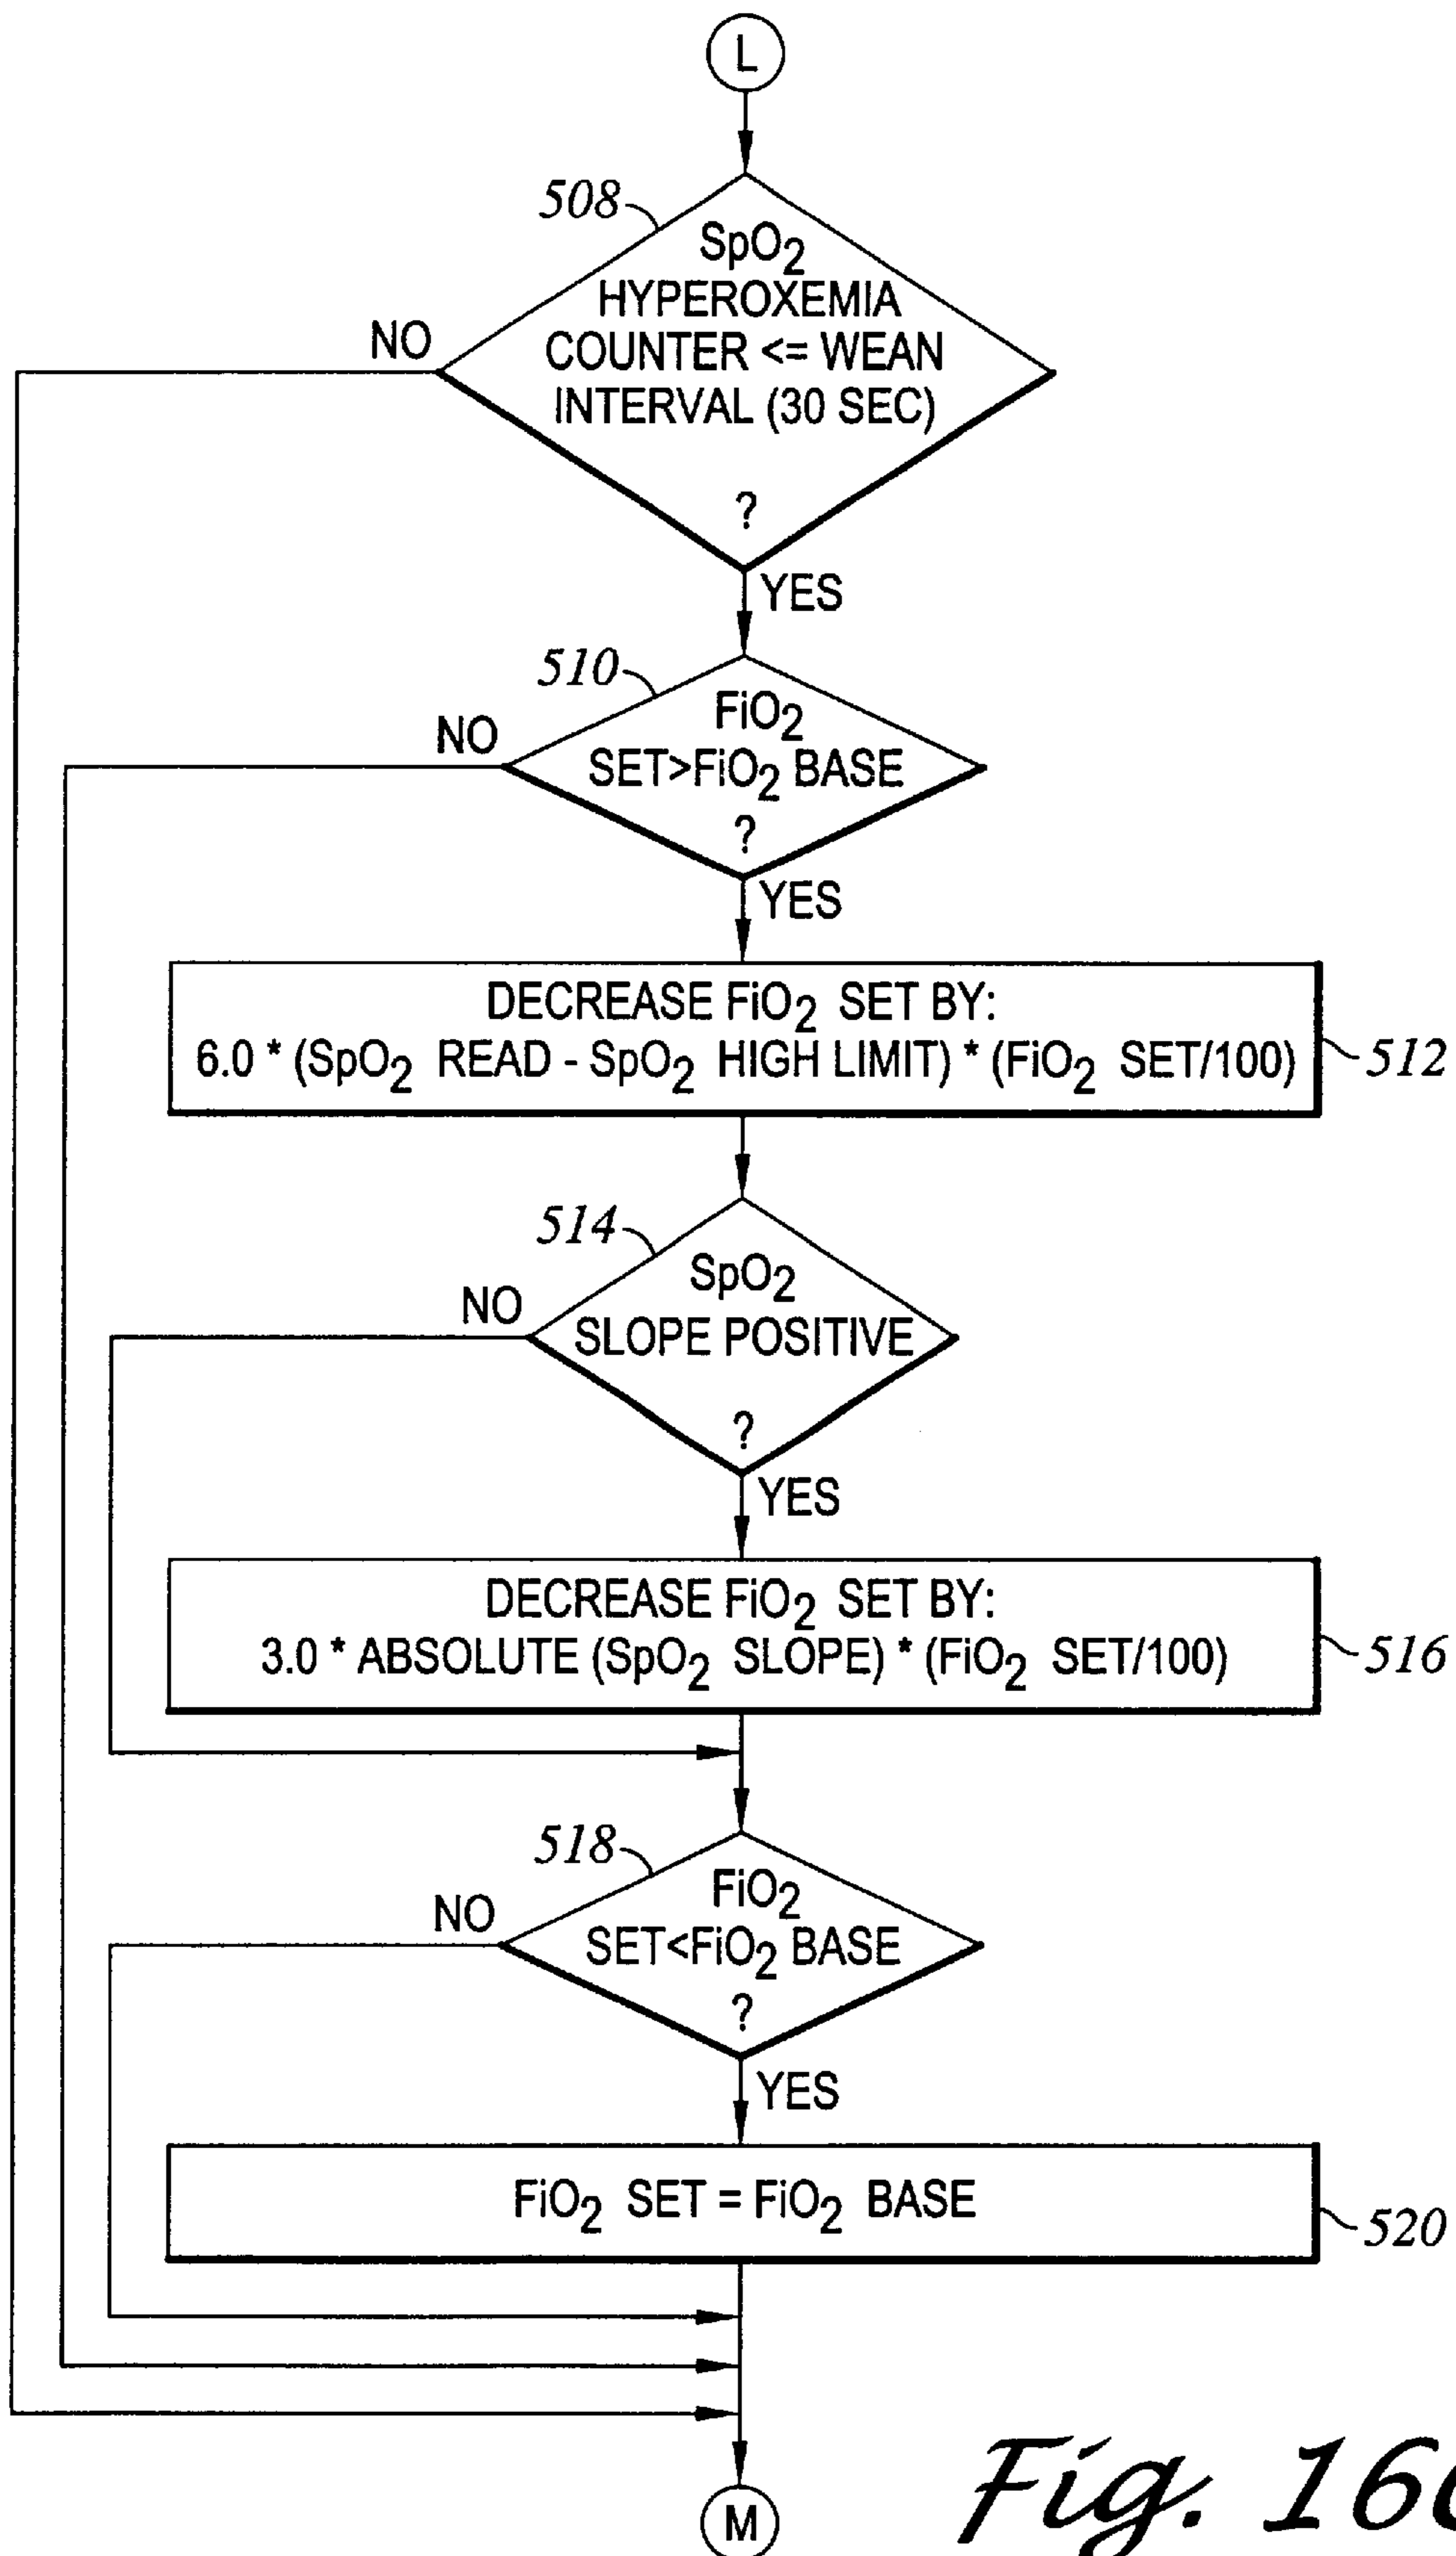 L
508
SpO2
HYPEROXEMIA
COUNTER <= WEAN
INTERVAL (30 SEC)
?
NO
YES
510
FiO2
SET>FiO2 BASE
?
NO
YES
DECREASE FiO2 SET BY:
6.0 * (SpO2 READ - SpO2 HIGH LIMIT) * (FiO2 SET/100)
512
514
SpO2
SLOPE POSITIVE
?
NO
YES
DECREASE FiO2 SET BY:
3.0 * ABSOLUTE (SpO2 SLOPE) * (FiO2 SET/100)
516
518
FiO2
SET<FiO2 BASE
?
NO
YES
FiO2 SET = FiO2 BASE
520
M
Fig.